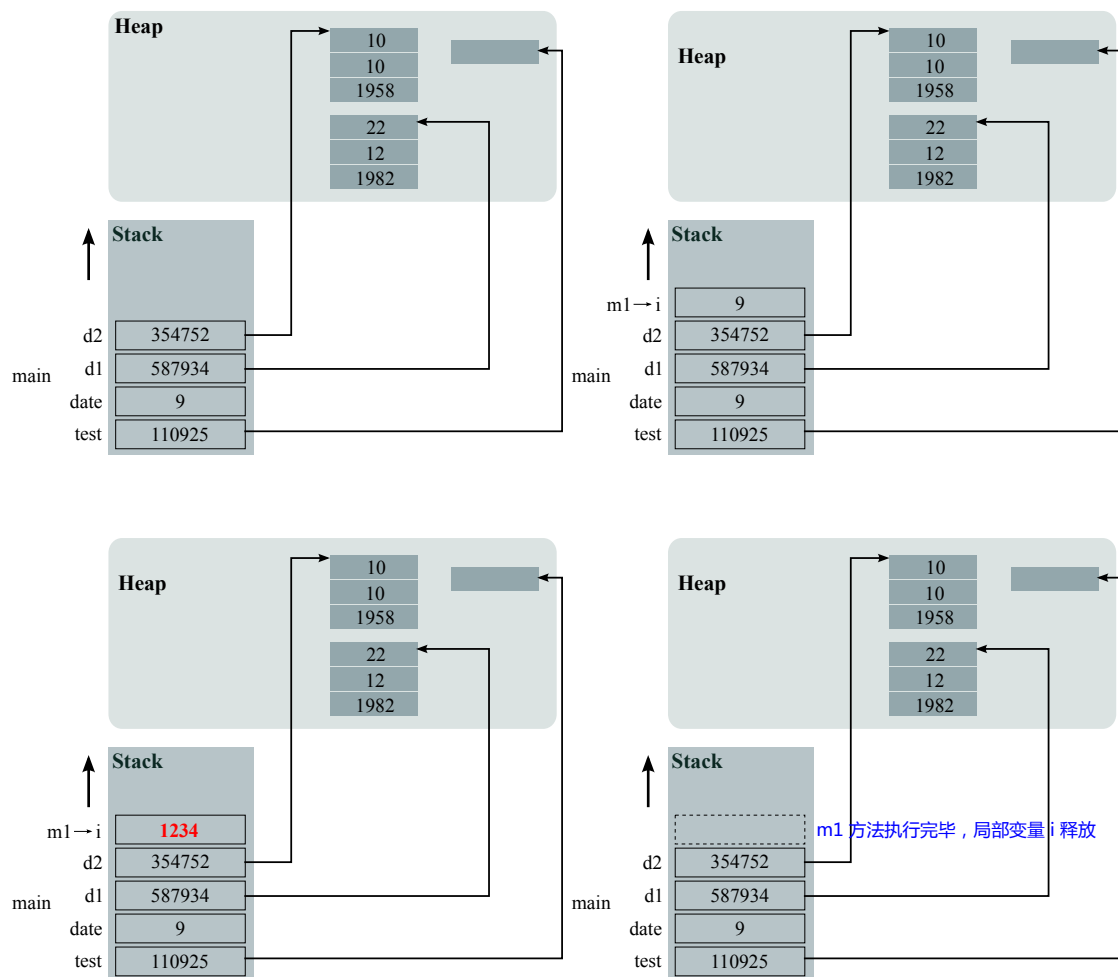 Heap
10
10
1958
22
12
1982
Stack
d2 354752
main
d1 587934
date 9
test 110925
Heap
10
10
1958
22
12
1982
Stack
m1→i 9
d2 354752
main
d1 587934
date 9
test 110925
Heap
10
10
1958
22
12
1982
Stack
m1→i 1234
d2 354752
main
d1 587934
date 9
test 110925
Heap
10
10
1958
22
12
1982
Stack
m1 方法执行完毕，局部变量 i 释放
d2 354752
main
d1 587934
date 9
test 110925